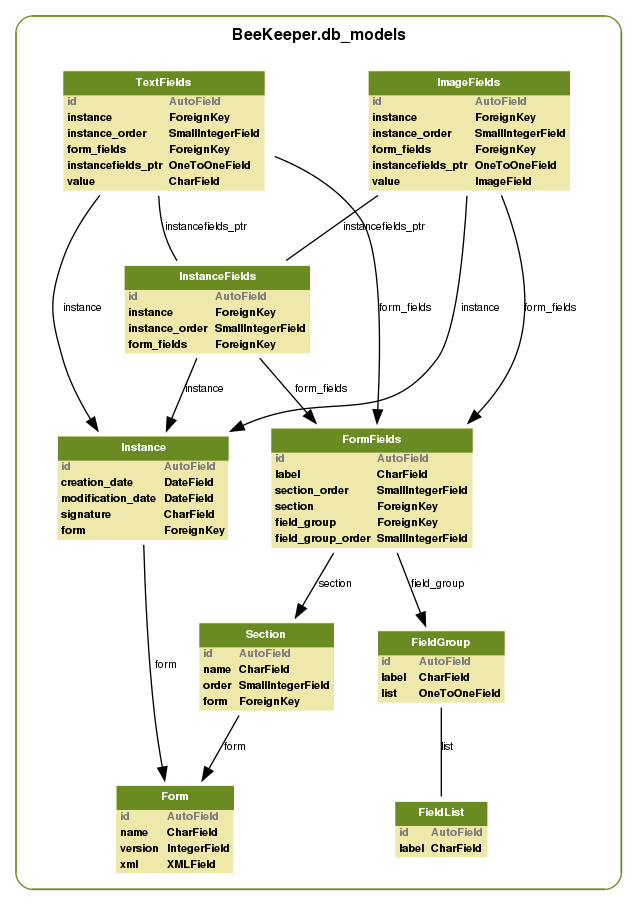 BeeKeeper.db_models
TextFields
id AutoField
instance ForeignKey
instance_order SmallIntegerField
form_fields ForeignKey
instancefields_ptr OneToOneField
value CharField
ImageFields
id AutoField
instance ForeignKey
instance_order SmallIntegerField
form_fields ForeignKey
instancefields_ptr OneToOneField
value ImageField
instancefields_ptr
instancefields_ptr
InstanceFields
id AutoField
instance ForeignKey
instance_order SmallIntegerField
form_fields ForeignKey
instance
form_fields
instance
form_fields
instance
form_fields
Instance
id AutoField
creation_date DateField
modification_date DateField
signature CharField
form ForeignKey
FormFields
id AutoField
label CharField
section_order SmallIntegerField
section ForeignKey
field_group ForeignKey
field_group_order SmallIntegerField
section
field_group
Section
id AutoField
name CharField
order SmallIntegerField
form ForeignKey
FieldGroup
id AutoField
label CharField
list OneToOneField
form
form
list
Form
id AutoField
name CharField
version IntegerField
xml XMLField
FieldList
id AutoField
label CharField